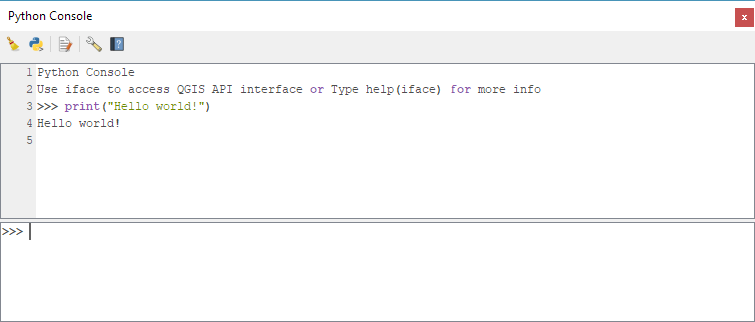 Python Console
x
1 Python Console
2 Use iface to access QGIS API interface or Type help(iface) for more info
3 >>> print("Hello world!")
4 Hello world!
5
>>>